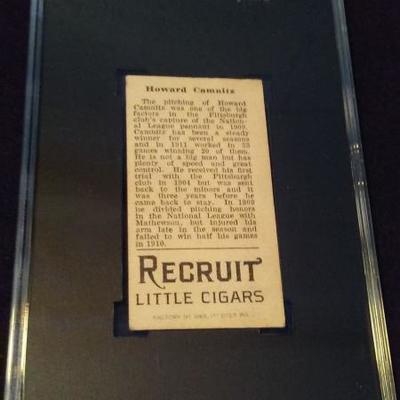 Howard Camnitz
The pitching of Howard
Camnitz was one of the big
factors in the Pittsburgh
club's capture of the Nation-
al League pennant in 1909.
Camnitz has been a steady
winner for several seasons
and in 1911 worked in 33
games winning 20 of them.
He is not a big man but has
plenty of speed and great
control. He received his first
trial with the Pittsburgh
club in 1904 but was sent
back to the minors and it
was three years before he
came back to stay. In 1909
he divided pitching honors
in the National League with
Mathewson, but injured his
arm late in the season and
failed to win half his games
in 1910.
RECRUIT
LITTLE CIGARS